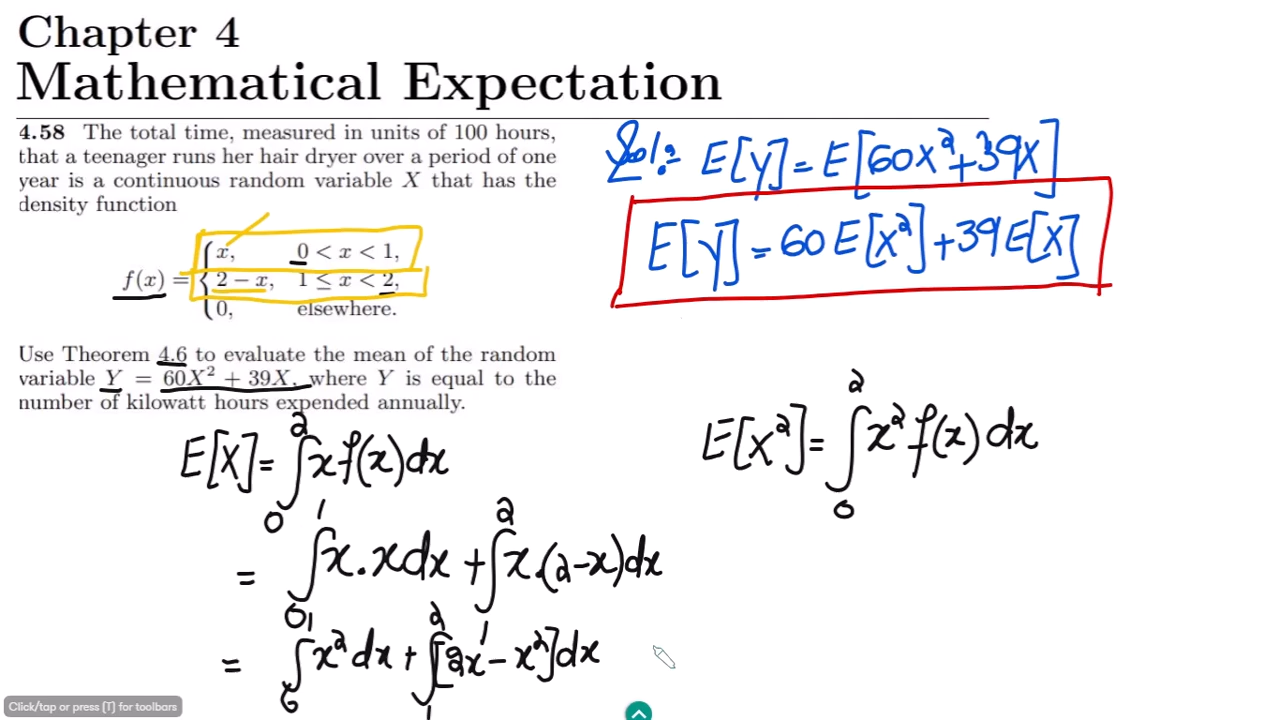 Chapter 4
Mathematical Expectation
4.58 The total time, measured in units of 100 hours,
that a teenager runs her hair dryer over a period of one
year is a continuous random variable X that has the
density function
f(x) = { x, 0 < x < 1,
2 − x, 1 ≤ x < 2,
0, elsewhere.
Use Theorem 4.6 to evaluate the mean of the random
variable Y = 60X² + 39X, where Y is equal to the
number of kilowatt hours expended annually.
Sol: E[Y] = E[60X² + 39X]
E[Y] = 60 E[X²] + 39 E[X]
E[X] = ∫₀² x f(x) dx
= ∫₀¹ x . x dx + ∫₁² x . (2 − x) dx
= ∫₀¹ x² dx + ∫₁² [2x − x²] dx
E[X²] = ∫₀² x² f(x) dx
Click/tap or press (T) for toolbars